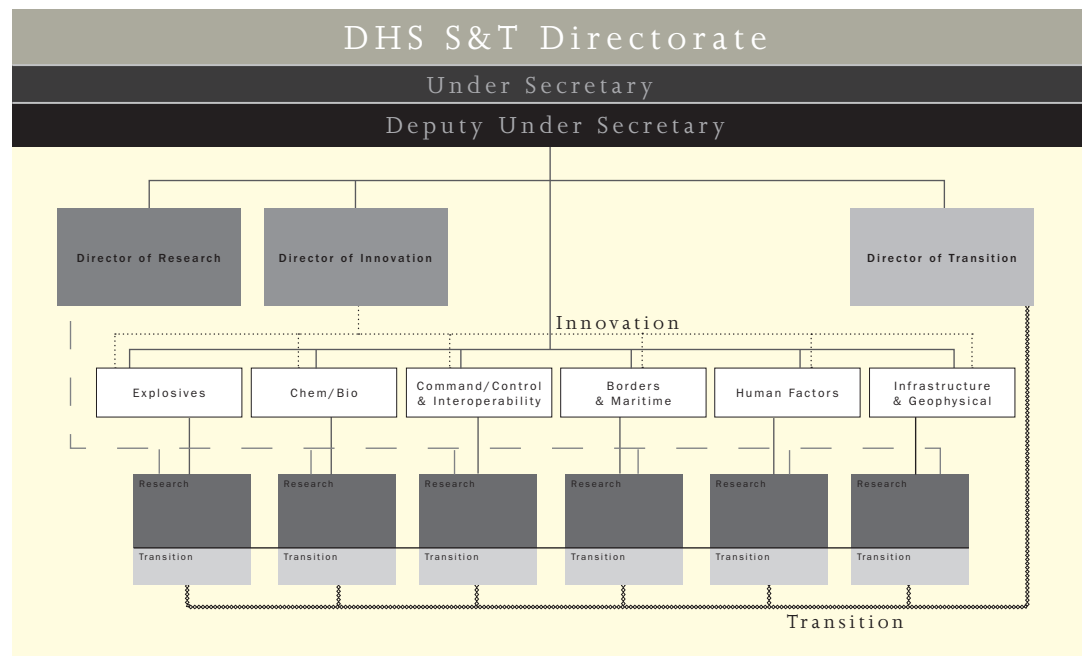 DHS S&T Directorate
Under Secretary
Deputy Under Secretary
Director of Research
Director of Innovation
Director of Transition
Innovation
Explosives
Chem/Bio
Command/Control
& Interoperability
Borders
& Maritime
Human Factors
Infrastructure
& Geophysical
Research
Research
Research
Research
Research
Research
Transition
Transition
Transition
Transition
Transition
Transition
Transition